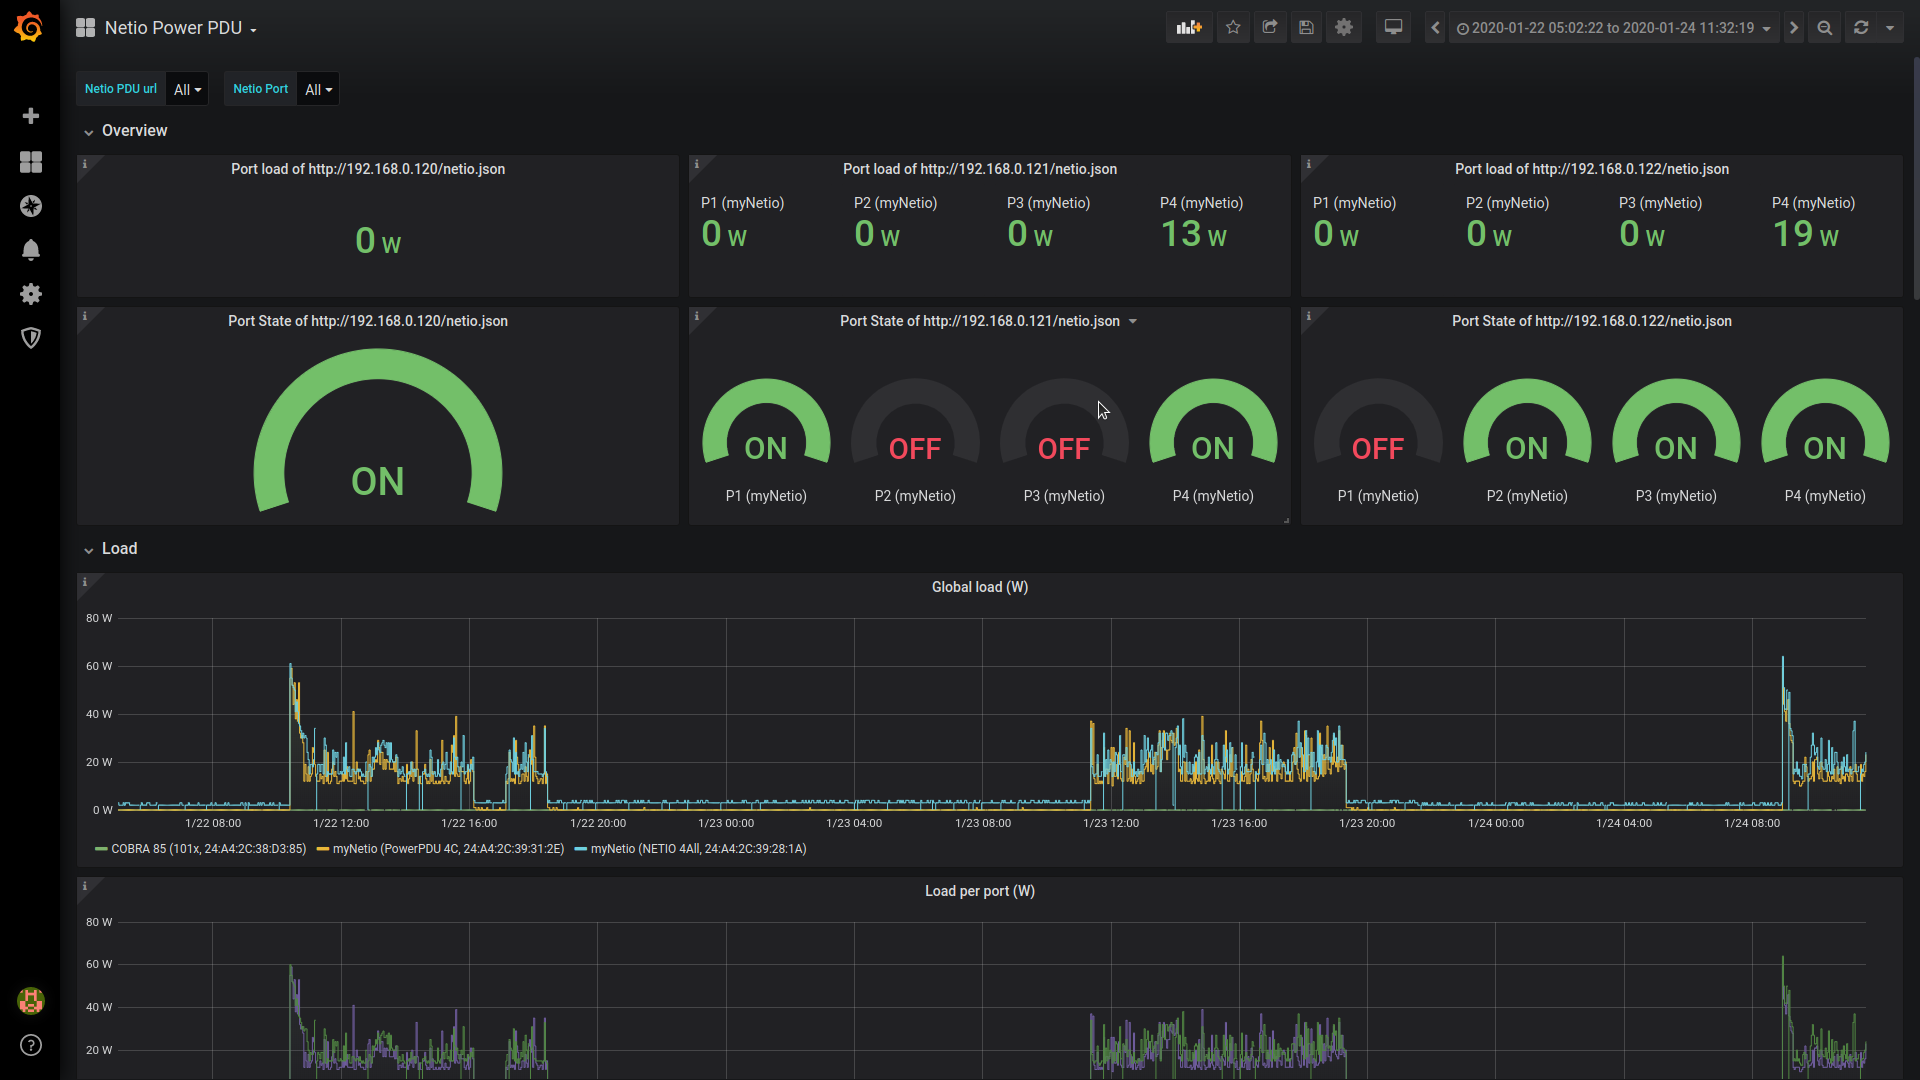 Netio Power PDU
2020-01-22 05:02:22 to 2020-01-24 11:32:19
Netio PDU url All Netio Port All
Overview
Port load of http://192.168.0.120/netio.json
0 W
Port load of http://192.168.0.121/netio.json
P1 (myNetio) P2 (myNetio) P3 (myNetio) P4 (myNetio)
0 W 0 W 0 W 13 W
Port load of http://192.168.0.122/netio.json
P1 (myNetio) P2 (myNetio) P3 (myNetio) P4 (myNetio)
0 W 0 W 0 W 19 W
Port State of http://192.168.0.120/netio.json
ON
Port State of http://192.168.0.121/netio.json
ON OFF OFF ON
P1 (myNetio) P2 (myNetio) P3 (myNetio) P4 (myNetio)
Port State of http://192.168.0.122/netio.json
OFF ON ON ON
P1 (myNetio) P2 (myNetio) P3 (myNetio) P4 (myNetio)
Load
Global load (W)
80 W
60 W
40 W
20 W
0 W
1/22 08:00 1/22 12:00 1/22 16:00 1/22 20:00 1/23 00:00 1/23 04:00 1/23 08:00 1/23 12:00 1/23 16:00 1/23 20:00 1/24 00:00 1/24 04:00 1/24 08:00
COBRA 85 (101x, 24:A4:2C:38:D3:85) myNetio (PowerPDU 4C, 24:A4:2C:39:31:2E) myNetio (NETIO 4All, 24:A4:2C:39:28:1A)
Load per port (W)
80 W
60 W
40 W
20 W